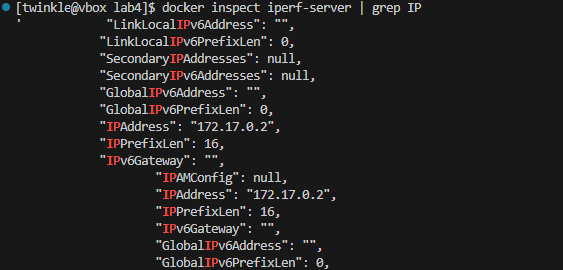 [twinkle@vbox lab4]$ docker inspect iperf-server | grep IP
'            "LinkLocalIPv6Address": "",
            "LinkLocalIPv6PrefixLen": 0,
            "SecondaryIPAddresses": null,
            "SecondaryIPv6Addresses": null,
            "GlobalIPv6Address": "",
            "GlobalIPv6PrefixLen": 0,
            "IPAddress": "172.17.0.2",
            "IPPrefixLen": 16,
            "IPv6Gateway": "",
                    "IPAMConfig": null,
                    "IPAddress": "172.17.0.2",
                    "IPPrefixLen": 16,
                    "IPv6Gateway": "",
                    "GlobalIPv6Address": "",
                    "GlobalIPv6PrefixLen": 0,